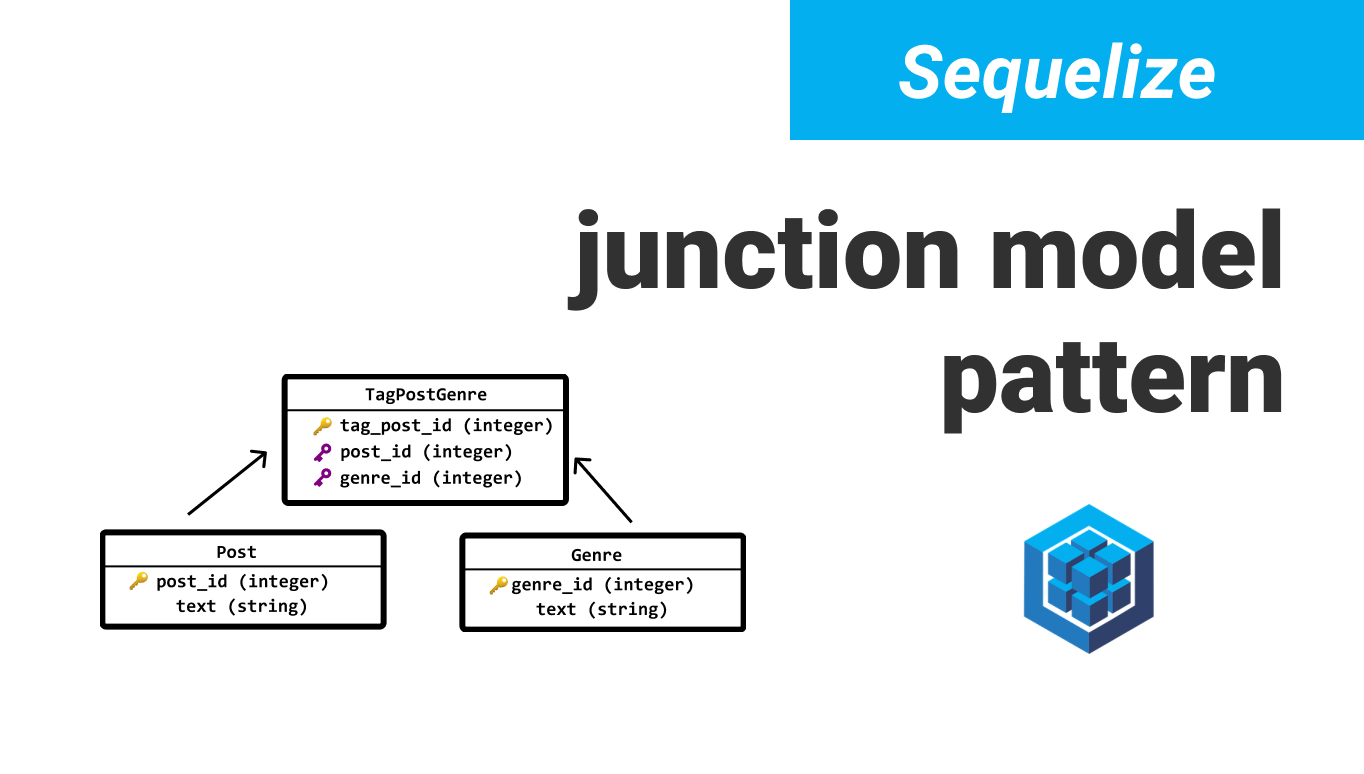 Sequelize
junction model
pattern
TagPostGenre
tag_post_id (integer)
post_id (integer)
genre_id (integer)
Post
post_id (integer)
text (string)
Genre
genre_id (integer)
text (string)